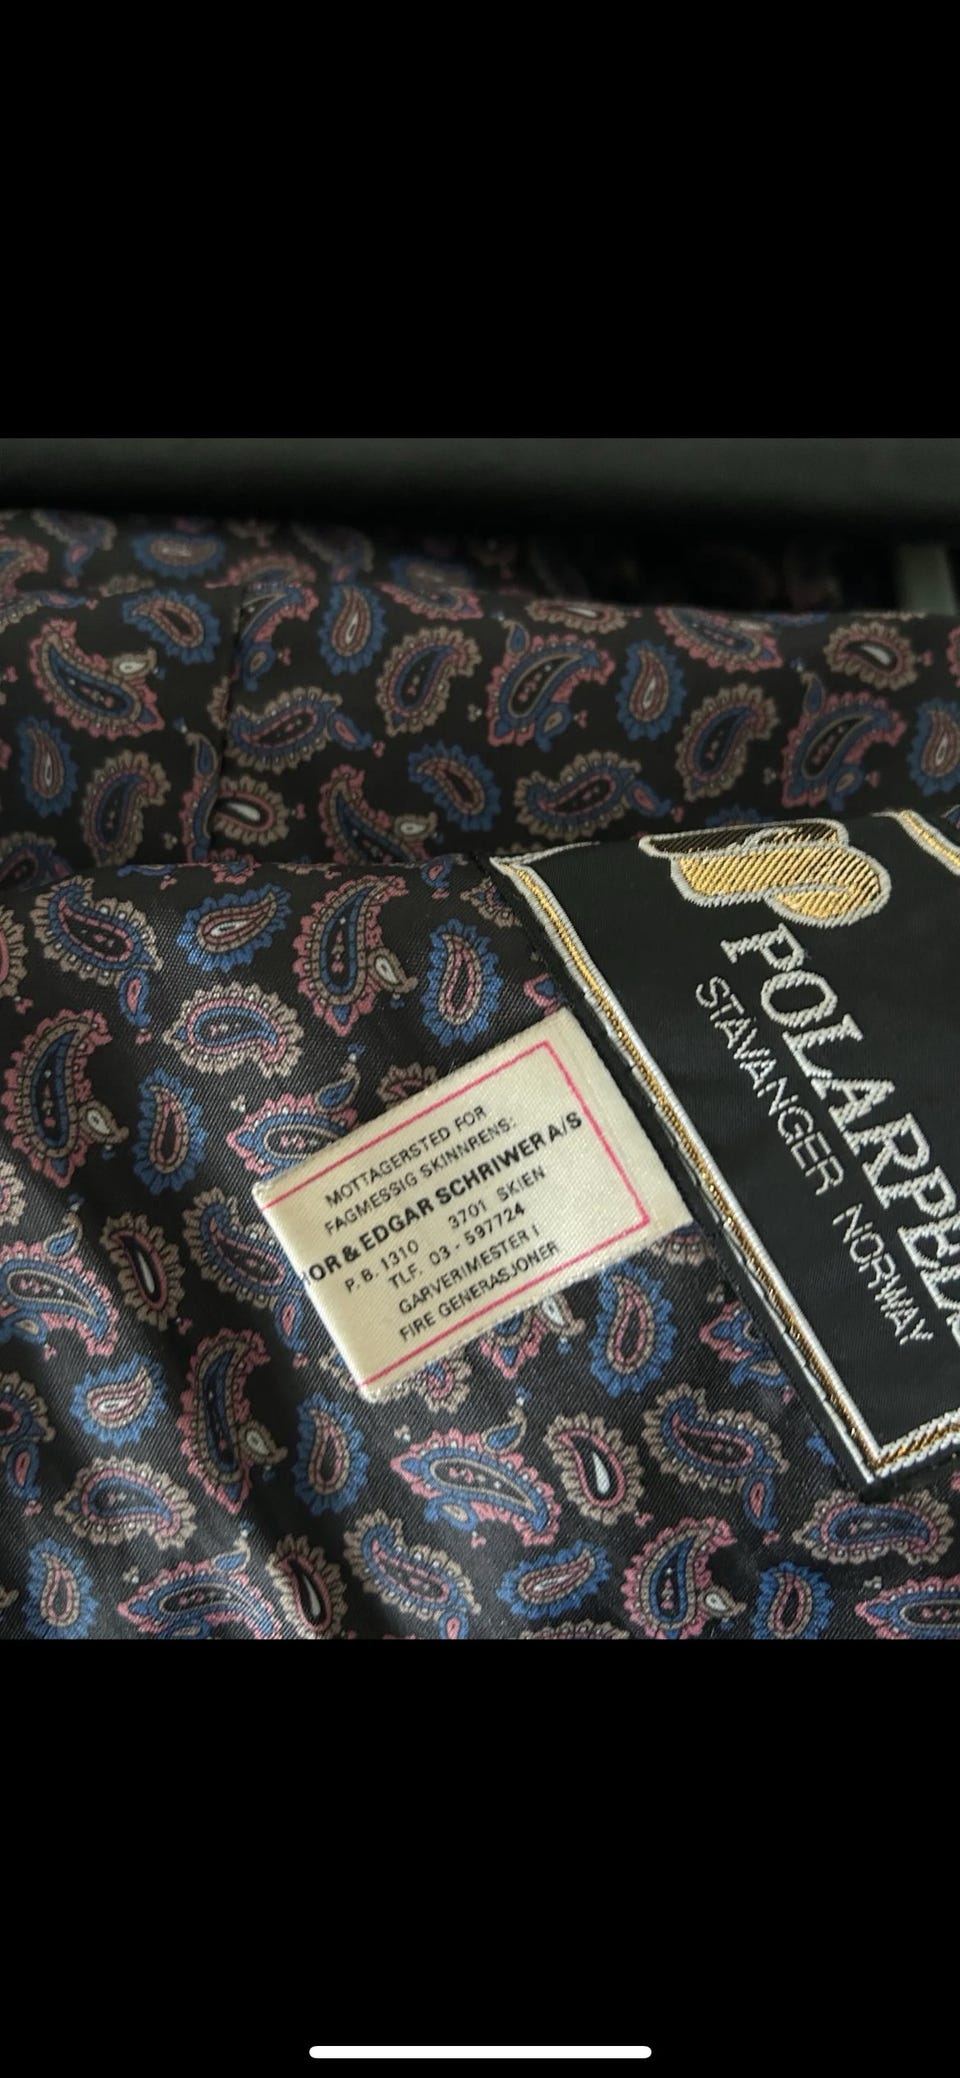 MOTTAGERSTED FOR
FAGMESSIG SKINNRENS:
& EDGAR SCHRIWER A/S
P. B. 1310 3701 SKIEN
TLF. 03 - 597724
GARVERIMESTER I
FIRE GENERASJONER
STAVANGER NORWAY